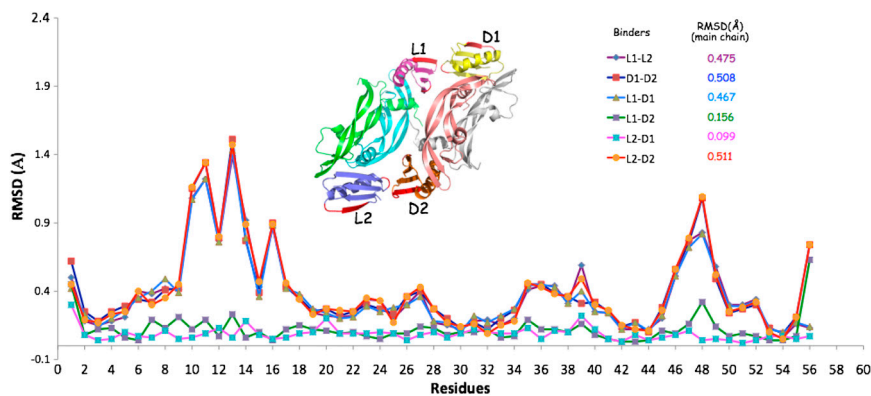 2.4
1.9
1.4
0.9
0.4
-0.1
RMSD (A)
0 2 4 6 8 10 12 14 16 18 20 22 24 26 28 30 32 34 36 38 40 42 44 46 48 50 52 54 56 58 60
Residues
L1
D1
L2
D2
Binders RMSD(Å)
(main chain)
L1-L2 0.475
D1-D2 0.508
L1-D1 0.467
L1-D2 0.156
L2-D1 0.099
L2-D2 0.511